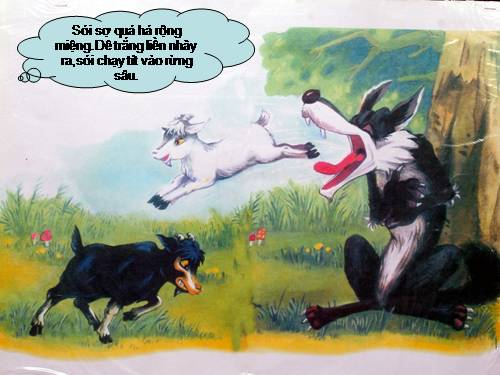 Sói sợ quá há rộng
miệng.Dê trắng liền nhảy
ra,sói chạy tít vào rừng
sâu.